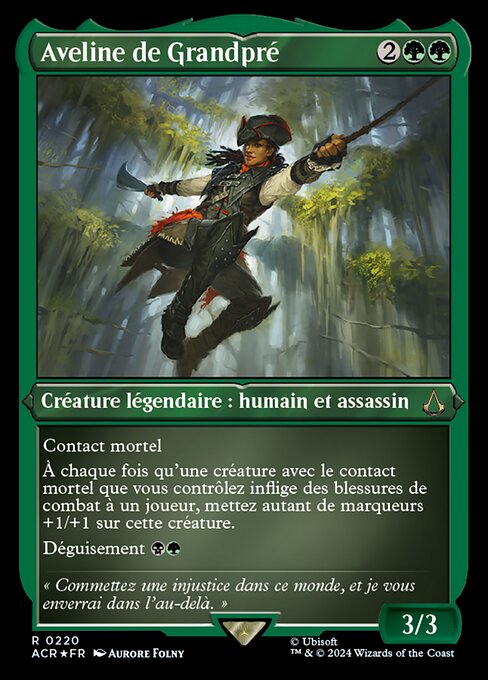 Aveline de Grandpré 2
Créature légendaire : humain et assassin
Contact mortel
À chaque fois qu'une créature avec le contact
mortel que vous contrôlez inflige des blessures de
combat à un joueur, mettez autant de marqueurs
+1/+1 sur cette créature.
Déguisement
« Commettez une injustice dans ce monde, et je vous
enverrai dans l'au-delà. »
3/3
R 0220
ACR★FR Aurore Folny
© Ubisoft
™ & © 2024 Wizards of the Coast